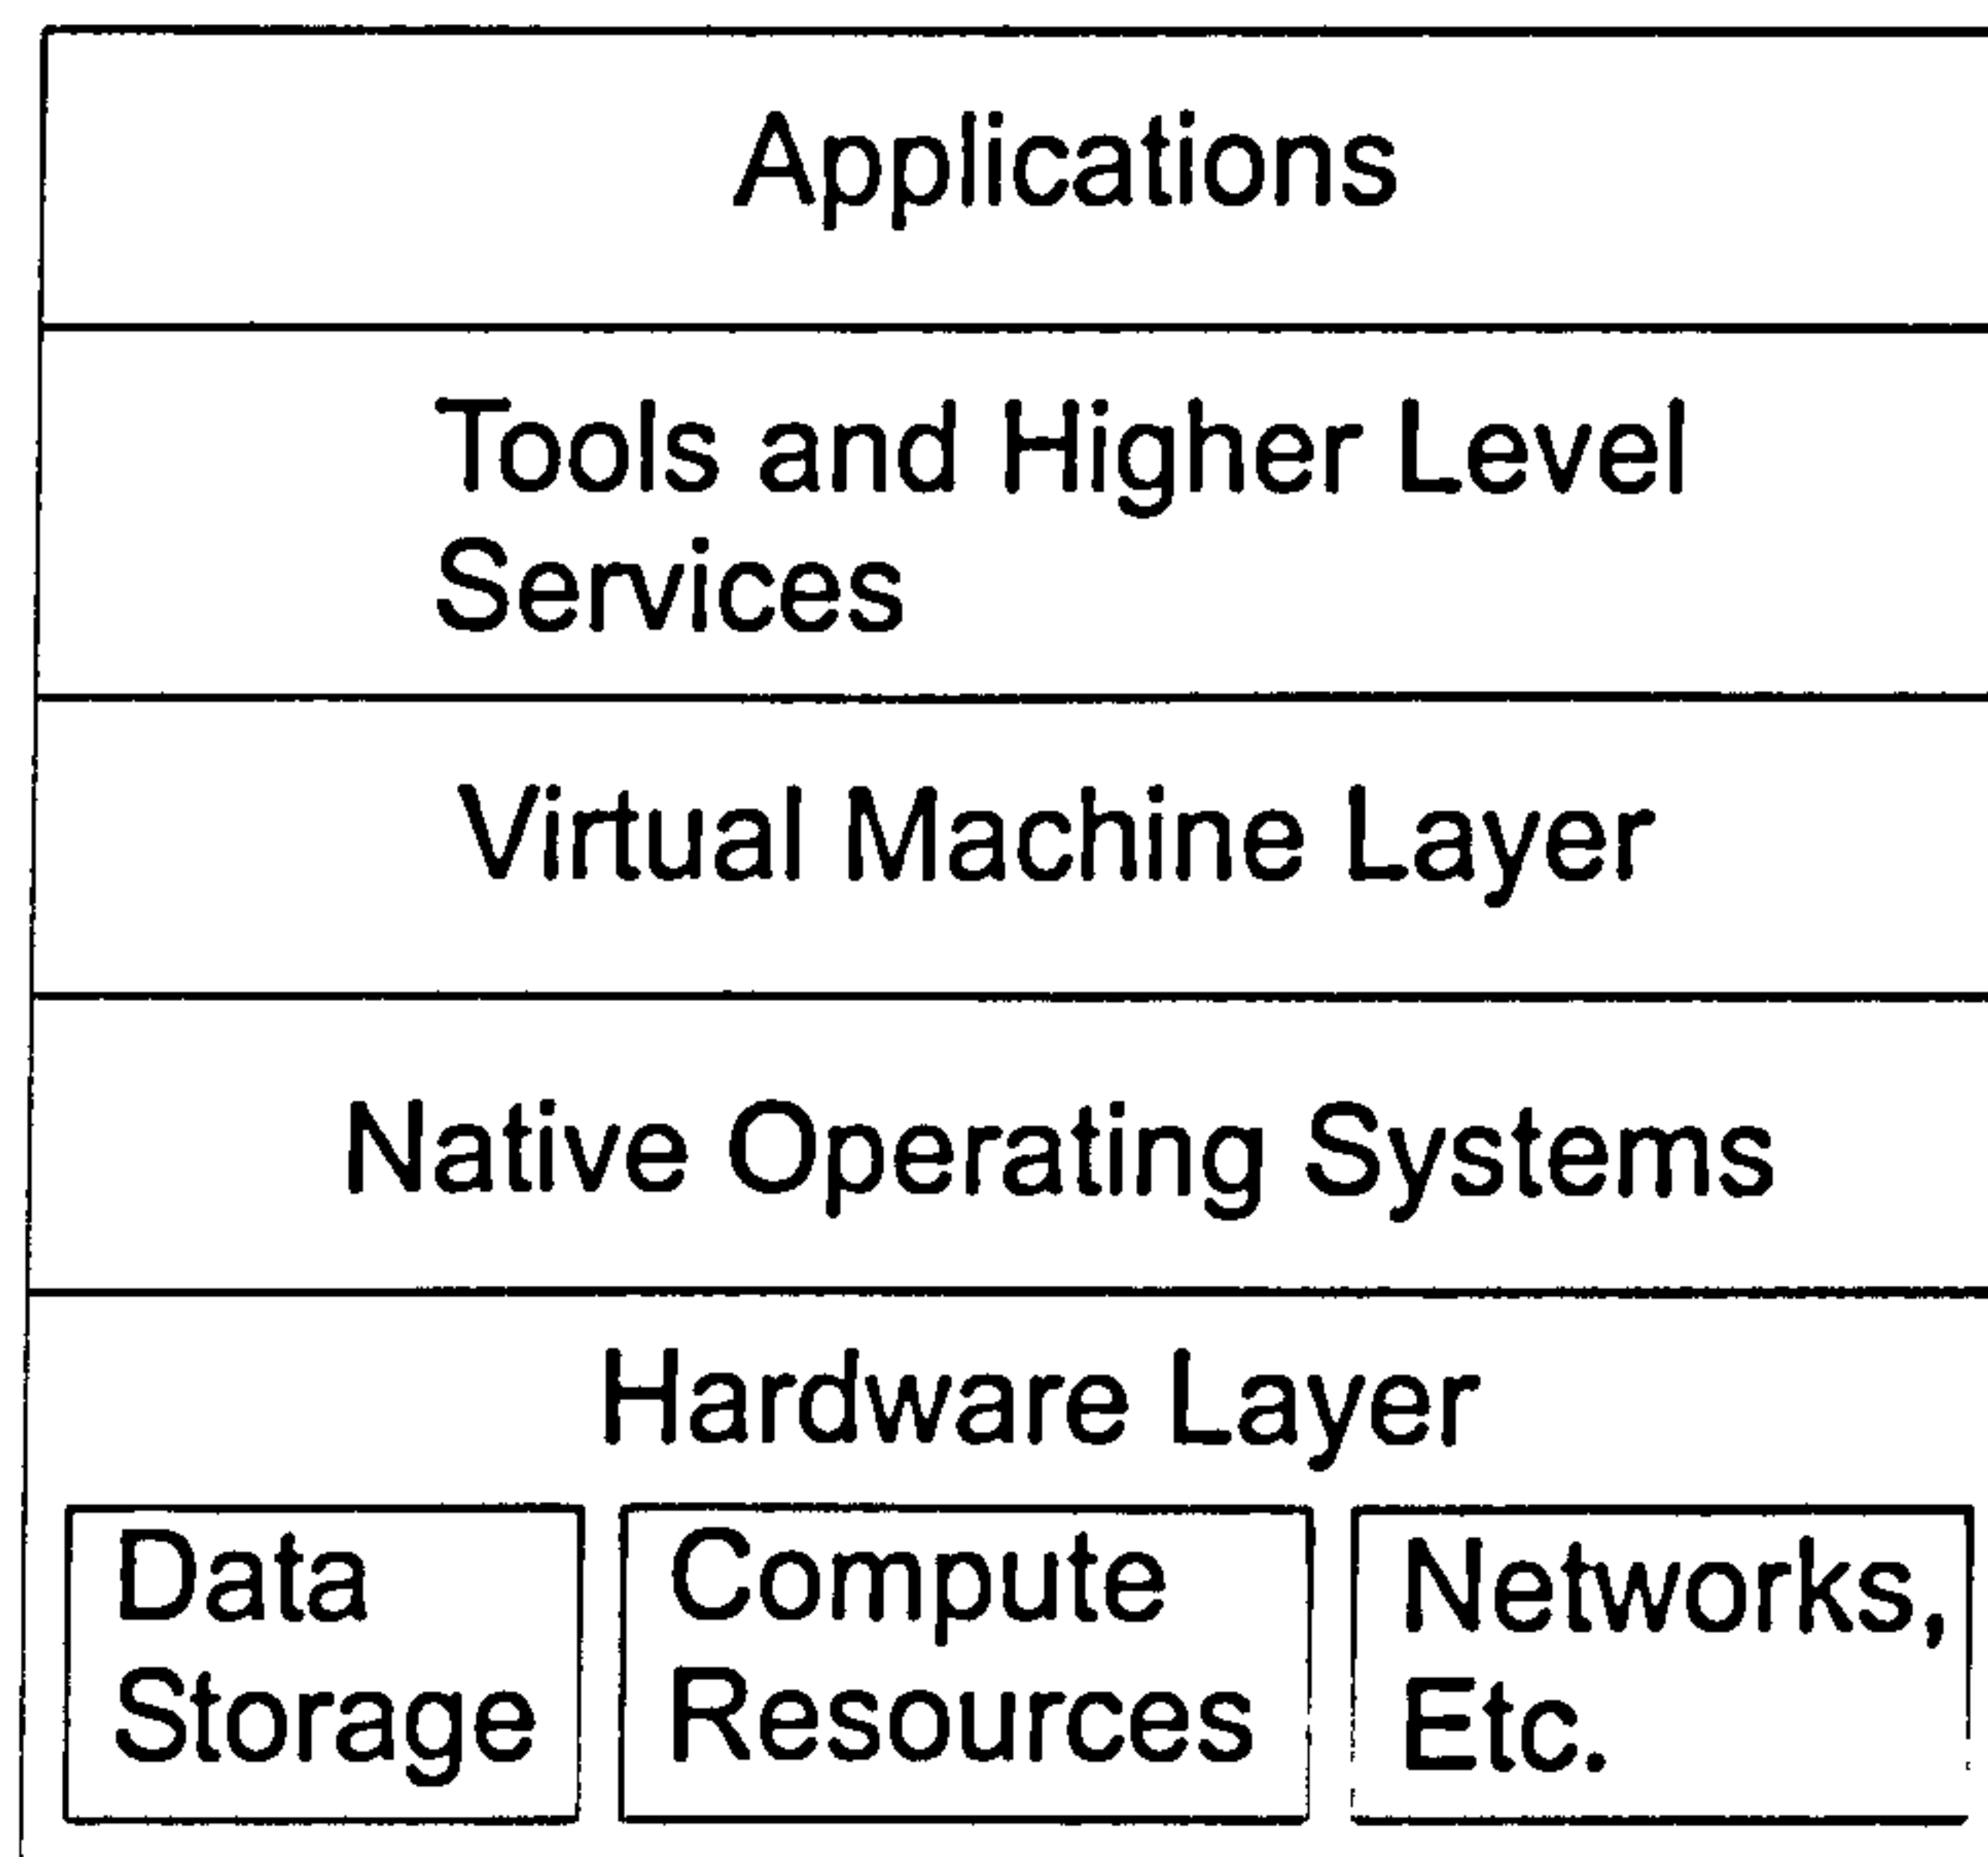 Applications
Tools and Higher Level
Services
Virtual Machine Layer
Native Operating Systems
Hardware Layer
Data
Storage
Compute
Resources
Networks,
Etc.